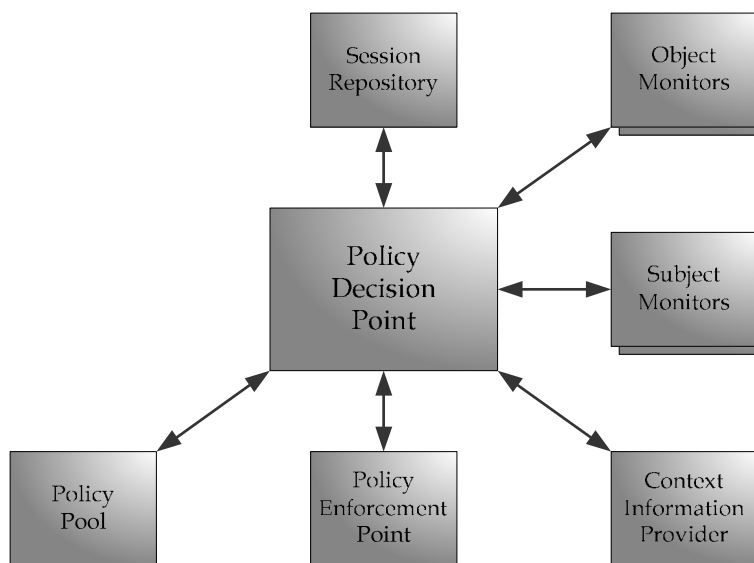 Session
Repository
Object
Monitors
Policy
Decision
Point
Subject
Monitors
Policy
Pool
Policy
Enforcement
Point
Context
Information
Provider